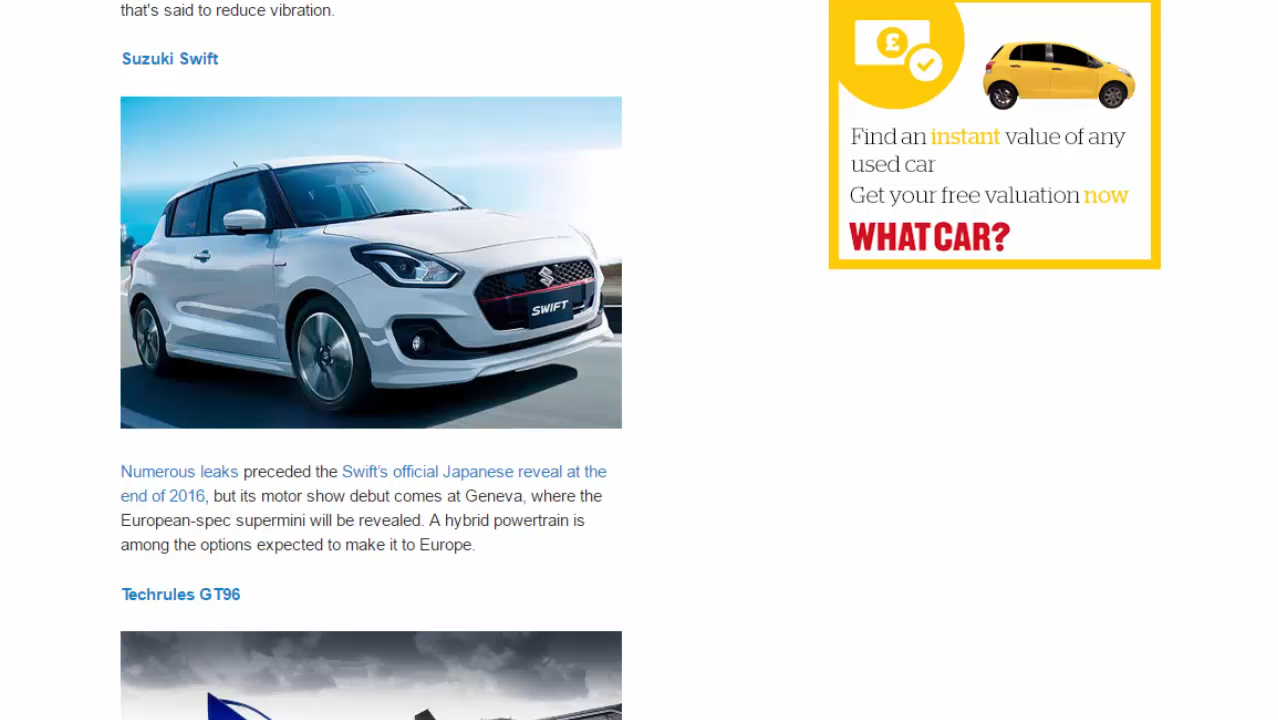 that's said to reduce vibration.
Suzuki Swift
SWIFT
Numerous leaks preceded the Swift's official Japanese reveal at the
end of 2016, but its motor show debut comes at Geneva, where the
European-spec supermini will be revealed. A hybrid powertrain is
among the options expected to make it to Europe.
Techrules GT96
£
Find an instant value of any
used car
Get your free valuation now
WHAT CAR?